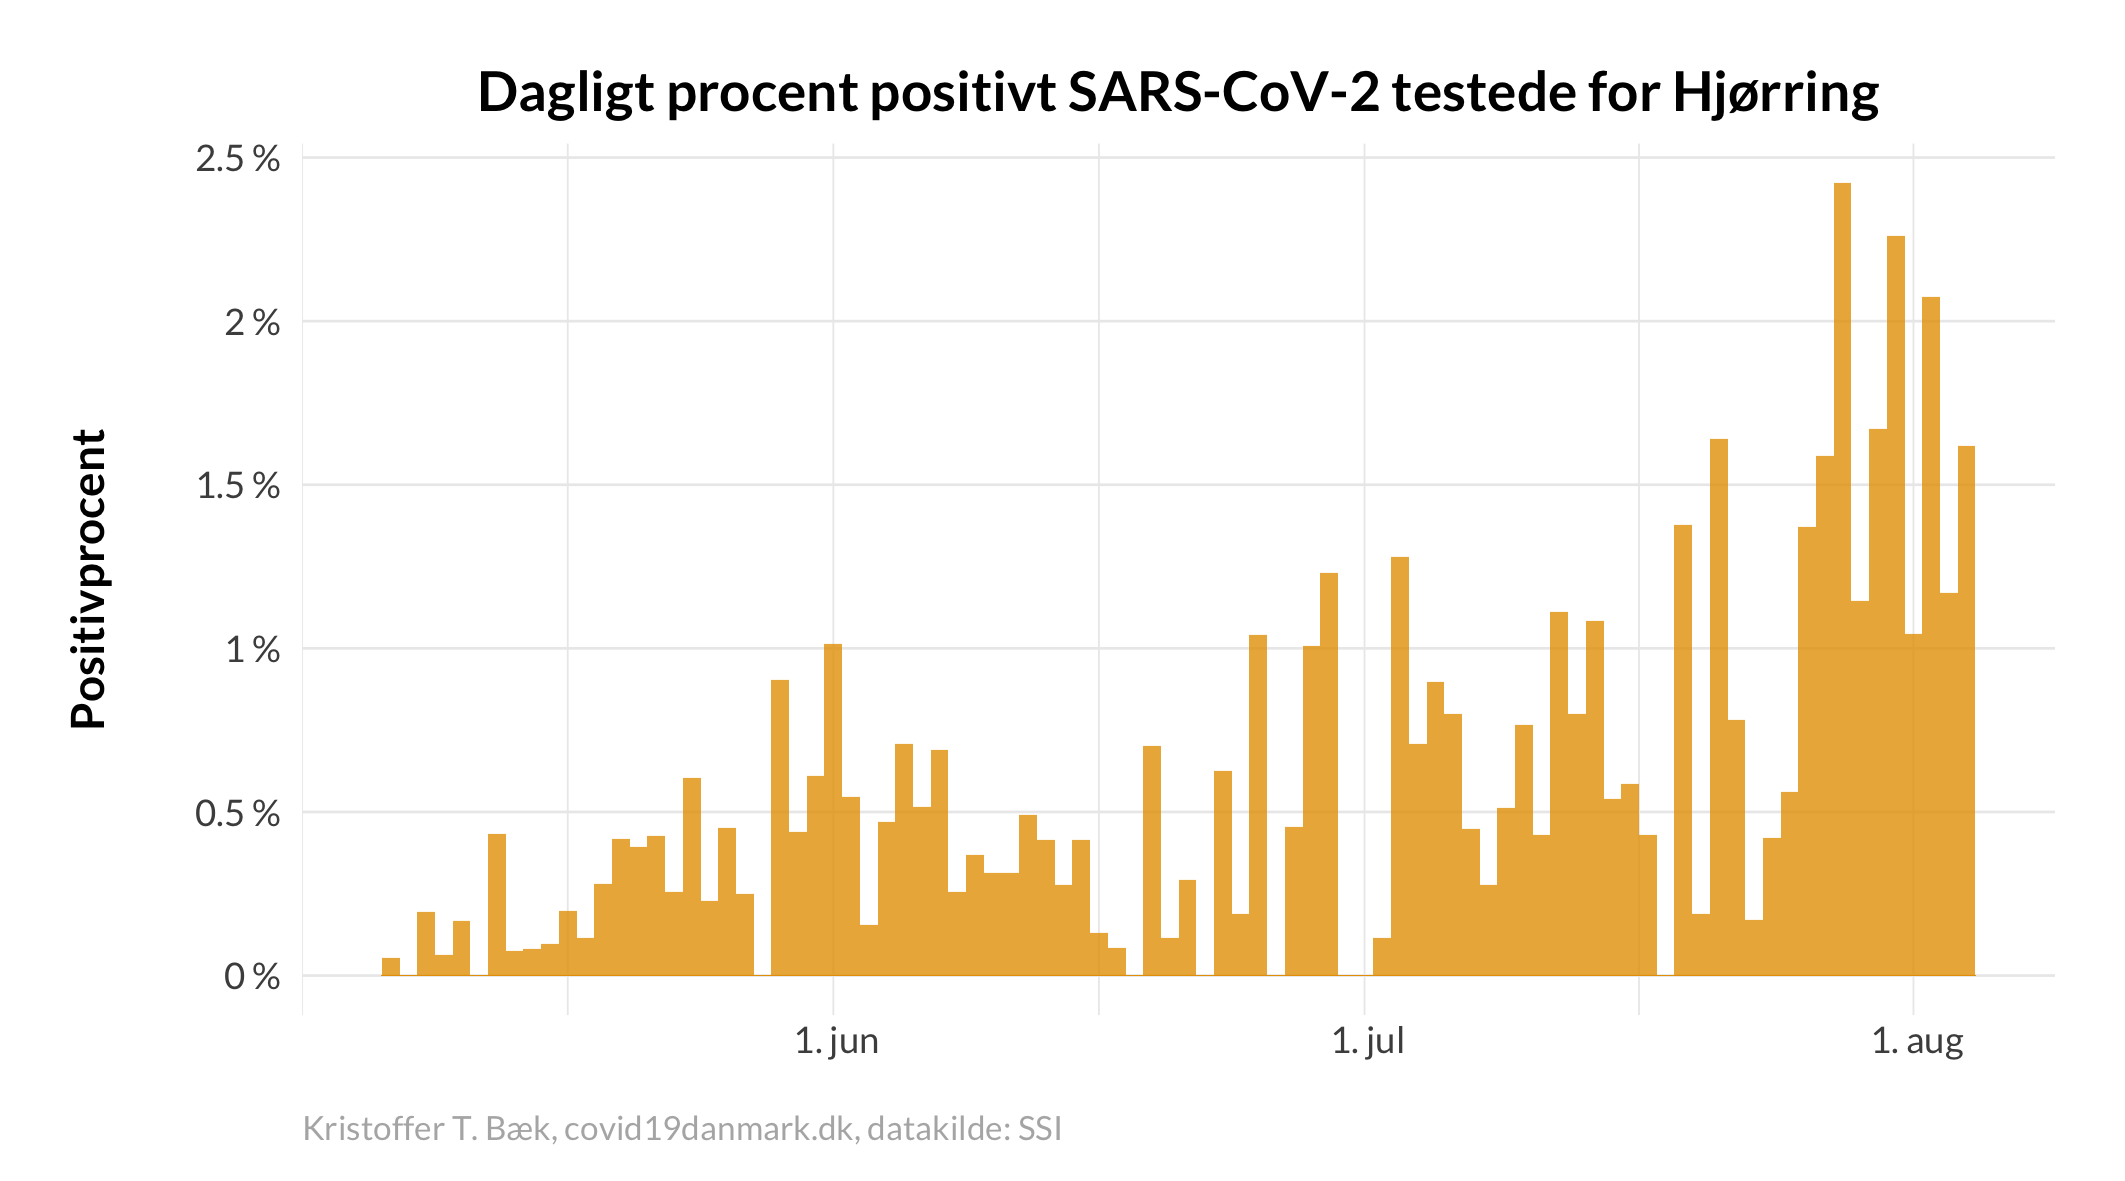 Dagligt procent positivt SARS-CoV-2 testede for Hjørring
Positivprocent
2.5 %
2 %
1.5 %
1 %
0.5 %
0 %
1. jun
1. jul
1. aug
Kristoffer T. Bæk, covid19danmark.dk, datakilde: SSI